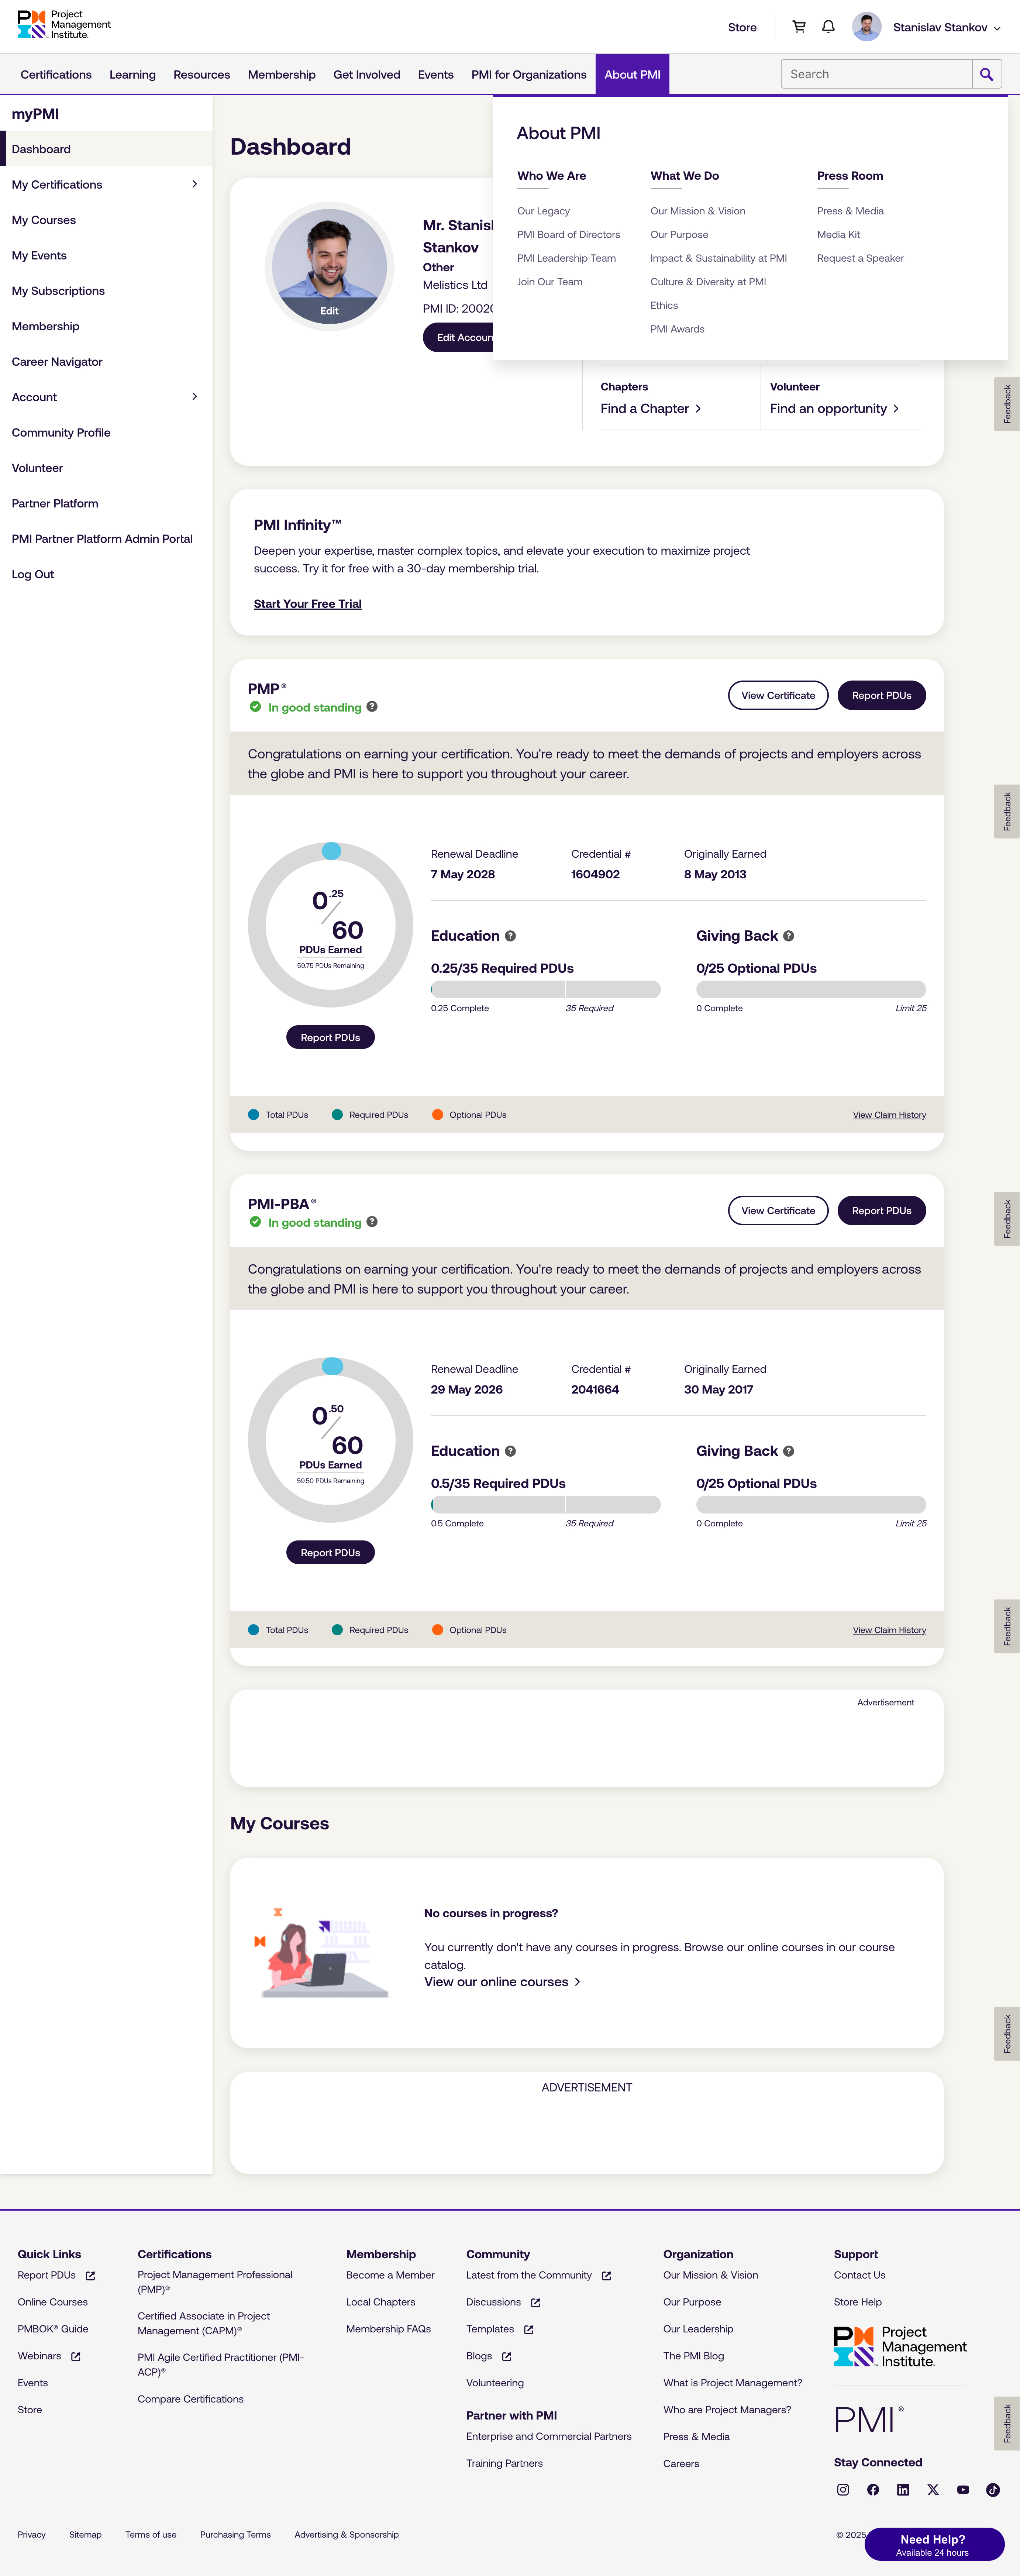 Project
Management
Institute.
Store
Stanislav Stankov
Certifications
Learning
Resources
Membership
Get Involved
Events
PMI for Organizations
About PMI
Search
myPMI
Dashboard
My Certifications
My Courses
My Events
My Subscriptions
Membership
Career Navigator
Account
Community Profile
Volunteer
Partner Platform
PMI Partner Platform Admin Portal
Log Out
About PMI
Who We Are
Our Legacy
PMI Board of Directors
PMI Leadership Team
Join Our Team
What We Do
Our Mission & Vision
Our Purpose
Impact & Sustainability at PMI
Culture & Diversity at PMI
Ethics
PMI Awards
Press Room
Press & Media
Media Kit
Request a Speaker
Dashboard
Edit
Mr. Stanisl
Stankov
Other
Melistics Ltd
PMI ID: 20020
Edit Accoun
Chapters
Find a Chapter
Volunteer
Find an opportunity
Feedback
PMI Infinity™
Deepen your expertise, master complex topics, and elevate your execution to maximize project
success. Try it for free with a 30-day membership trial.
Start Your Free Trial
PMP®
In good standing
View Certificate
Report PDUs
Congratulations on earning your certification. You're ready to meet the demands of projects and employers across
the globe and PMI is here to support you throughout your career.
Feedback
0.25
60
PDUs Earned
59.75 PDUs Remaining
Report PDUs
Renewal Deadline
7 May 2028
Credential #
1604902
Originally Earned
8 May 2013
Education
0.25/35 Required PDUs
0.25 Complete
35 Required
Giving Back
0/25 Optional PDUs
0 Complete
Limit 25
Total PDUs
Required PDUs
Optional PDUs
View Claim History
PMI-PBA®
In good standing
View Certificate
Report PDUs
Feedback
Congratulations on earning your certification. You're ready to meet the demands of projects and employers across
the globe and PMI is here to support you throughout your career.
0.50
60
PDUs Earned
59.50 PDUs Remaining
Report PDUs
Renewal Deadline
29 May 2026
Credential #
2041664
Originally Earned
30 May 2017
Education
0.5/35 Required PDUs
0.5 Complete
35 Required
Giving Back
0/25 Optional PDUs
0 Complete
Limit 25
Total PDUs
Required PDUs
Optional PDUs
View Claim History
Feedback
Advertisement
My Courses
No courses in progress?
You currently don't have any courses in progress. Browse our online courses in our course
catalog.
View our online courses
Feedback
ADVERTISEMENT
Quick Links
Report PDUs
Online Courses
PMBOK® Guide
Webinars
Events
Store
Certifications
Project Management Professional
(PMP)®
Certified Associate in Project
Management (CAPM)®
PMI Agile Certified Practitioner (PMI-
ACP)®
Compare Certifications
Membership
Become a Member
Local Chapters
Membership FAQs
Community
Latest from the Community
Discussions
Templates
Blogs
Volunteering
Partner with PMI
Enterprise and Commercial Partners
Training Partners
Organization
Our Mission & Vision
Our Purpose
Our Leadership
The PMI Blog
What is Project Management?
Who are Project Managers?
Press & Media
Careers
Support
Contact Us
Store Help
Project
Management
Institute.
PMI®
Feedback
Stay Connected
Privacy
Sitemap
Terms of use
Purchasing Terms
Advertising & Sponsorship
© 2025
Need Help?
Available 24 hours